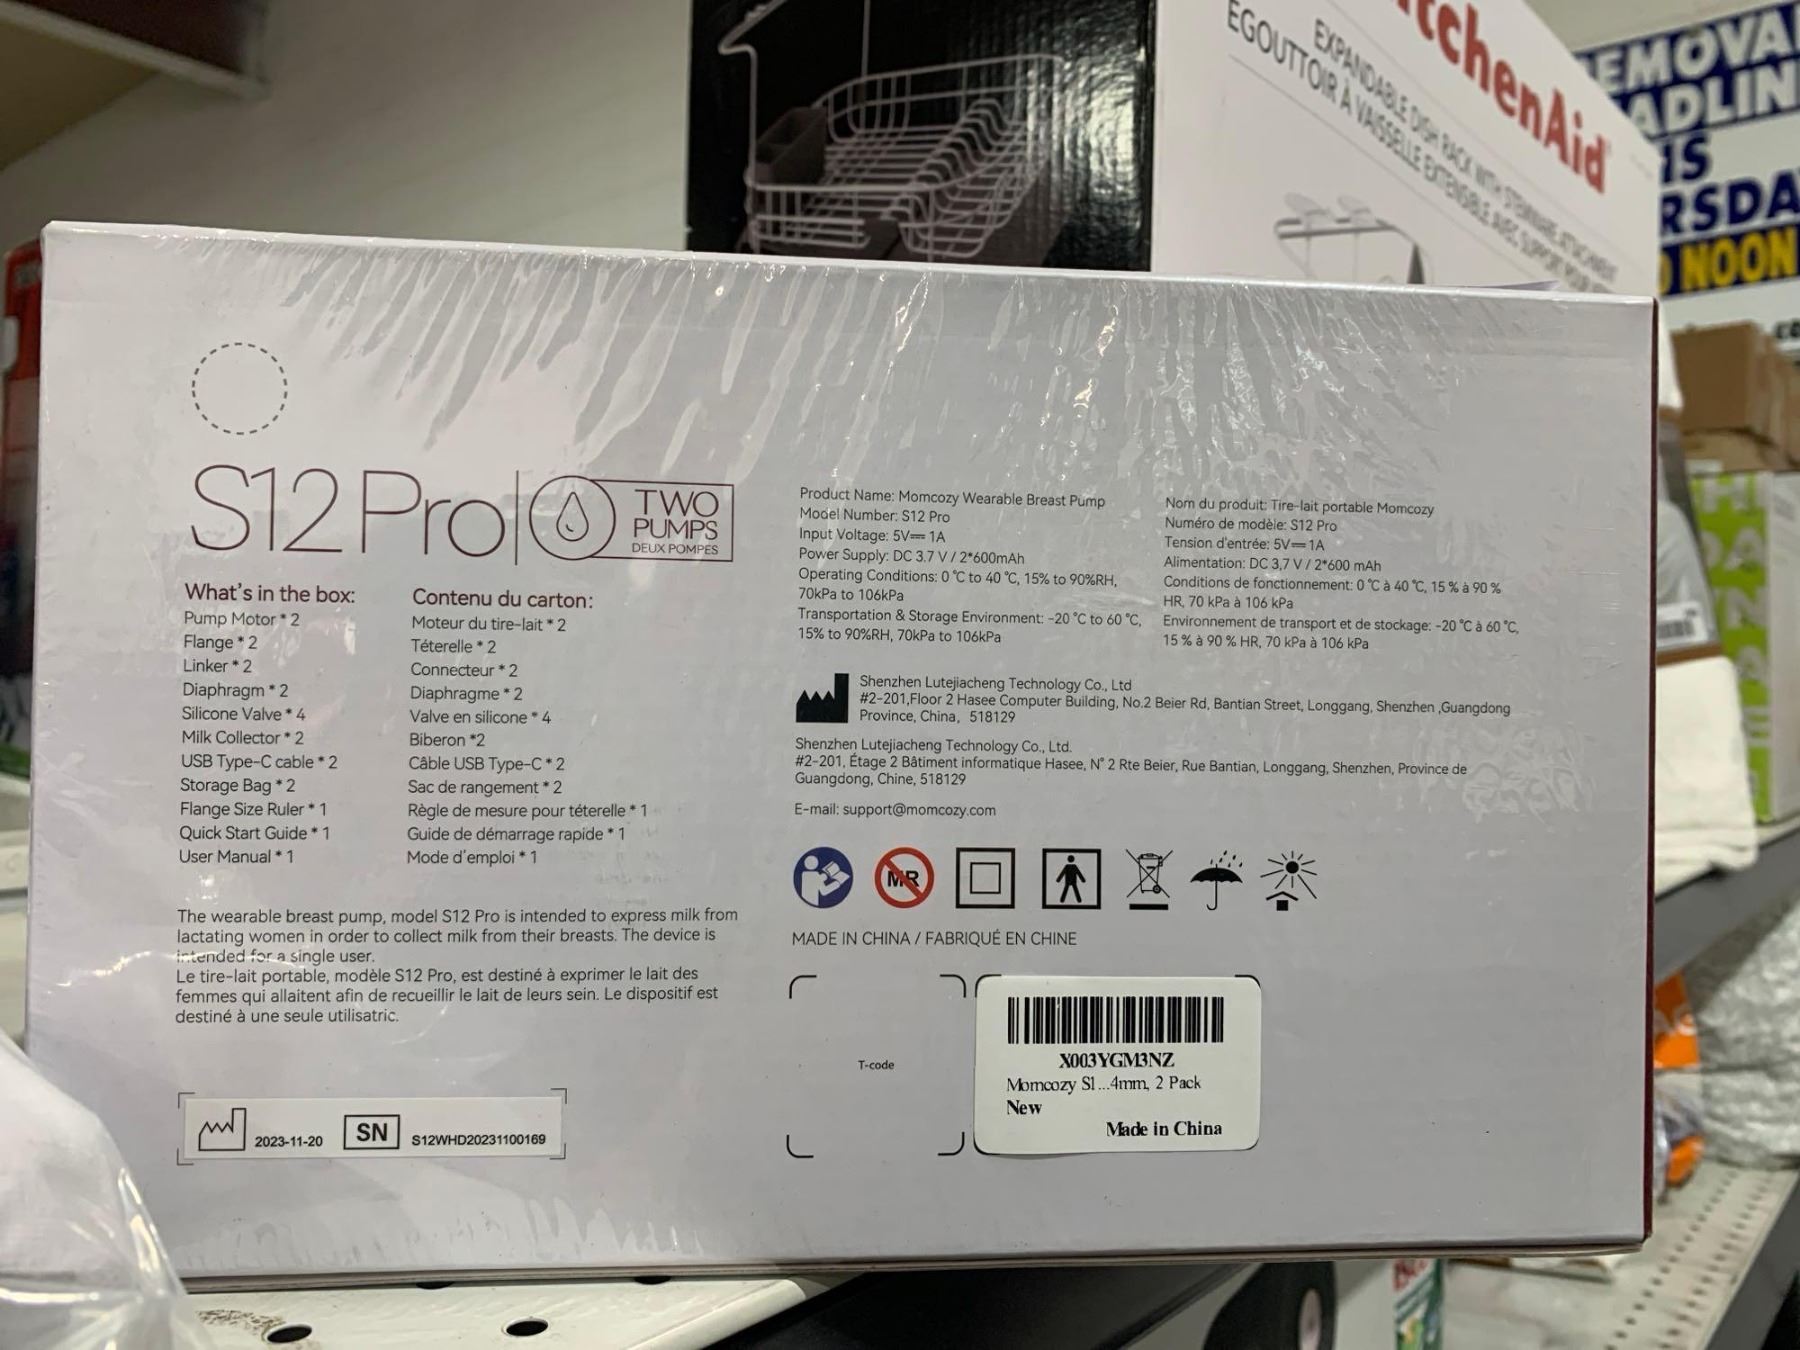 KitchenAid
EXPANDABLE DISH RACK WITH STEMWARE ATTACHMENT
EGOUTTOIR À VAISSELLE EXTENSIBLE AVEC SUPPORT POUR
EMOVA
ADLIN
IS
RSDA
NOON
S12 Pro
TWO
PUMPS
DEUX POMPES
What's in the box:
Pump Motor * 2
Flange * 2
Linker * 2
Diaphragm * 2
Silicone Valve * 4
Milk Collector * 2
USB Type-C cable * 2
Storage Bag * 2
Flange Size Ruler * 1
Quick Start Guide * 1
User Manual * 1
Contenu du carton:
Moteur du tire-lait * 2
Téterelle * 2
Connecteur * 2
Diaphragme * 2
Valve en silicone * 4
Biberon *2
Câble USB Type-C * 2
Sac de rangement * 2
Règle de mesure pour téterelle * 1
Guide de démarrage rapide * 1
Mode d'emploi * 1
The wearable breast pump, model S12 Pro is intended to express milk from
lactating women in order to collect milk from their breasts. The device is
intended for a single user.
Le tire-lait portable, modèle S12 Pro, est destiné à exprimer le lait des
femmes qui allaitent afin de recueillir le lait de leurs sein. Le dispositif est
destiné à une seule utilisatric.
2023-11-20
SN
S12WHD20231100169
Product Name: Momcozy Wearable Breast Pump
Model Number: S12 Pro
Input Voltage: 5V⎓1A
Power Supply: DC 3.7 V / 2*600mAh
Operating Conditions: 0 °C to 40 °C, 15% to 90%RH,
70kPa to 106kPa
Transportation & Storage Environment: -20 °C to 60 °C,
15% to 90%RH, 70kPa to 106kPa
Nom du produit: Tire-lait portable Momcozy
Numéro de modèle: S12 Pro
Tension d'entrée: 5V⎓1A
Alimentation: DC 3,7 V / 2*600 mAh
Conditions de fonctionnement: 0 °C à 40 °C, 15 % à 90 %
HR, 70 kPa à 106 kPa
Environnement de transport et de stockage: -20 °C à 60 °C,
15 % à 90 % HR, 70 kPa à 106 kPa
Shenzhen Lutejiacheng Technology Co., Ltd
#2-201,Floor 2 Hasee Computer Building, No.2 Beier Rd, Bantian Street, Longgang, Shenzhen ,Guangdong
Province, China, 518129
Shenzhen Lutejiacheng Technology Co., Ltd.
#2-201, Étage 2 Bâtiment informatique Hasee, N° 2 Rte Beier, Rue Bantian, Longgang, Shenzhen, Province de
Guangdong, Chine, 518129
E-mail: support@momcozy.com
MR
MADE IN CHINA / FABRIQUÉ EN CHINE
T-code
X003YGM3NZ
Momcozy S1...4mm, 2 Pack
New
Made in China